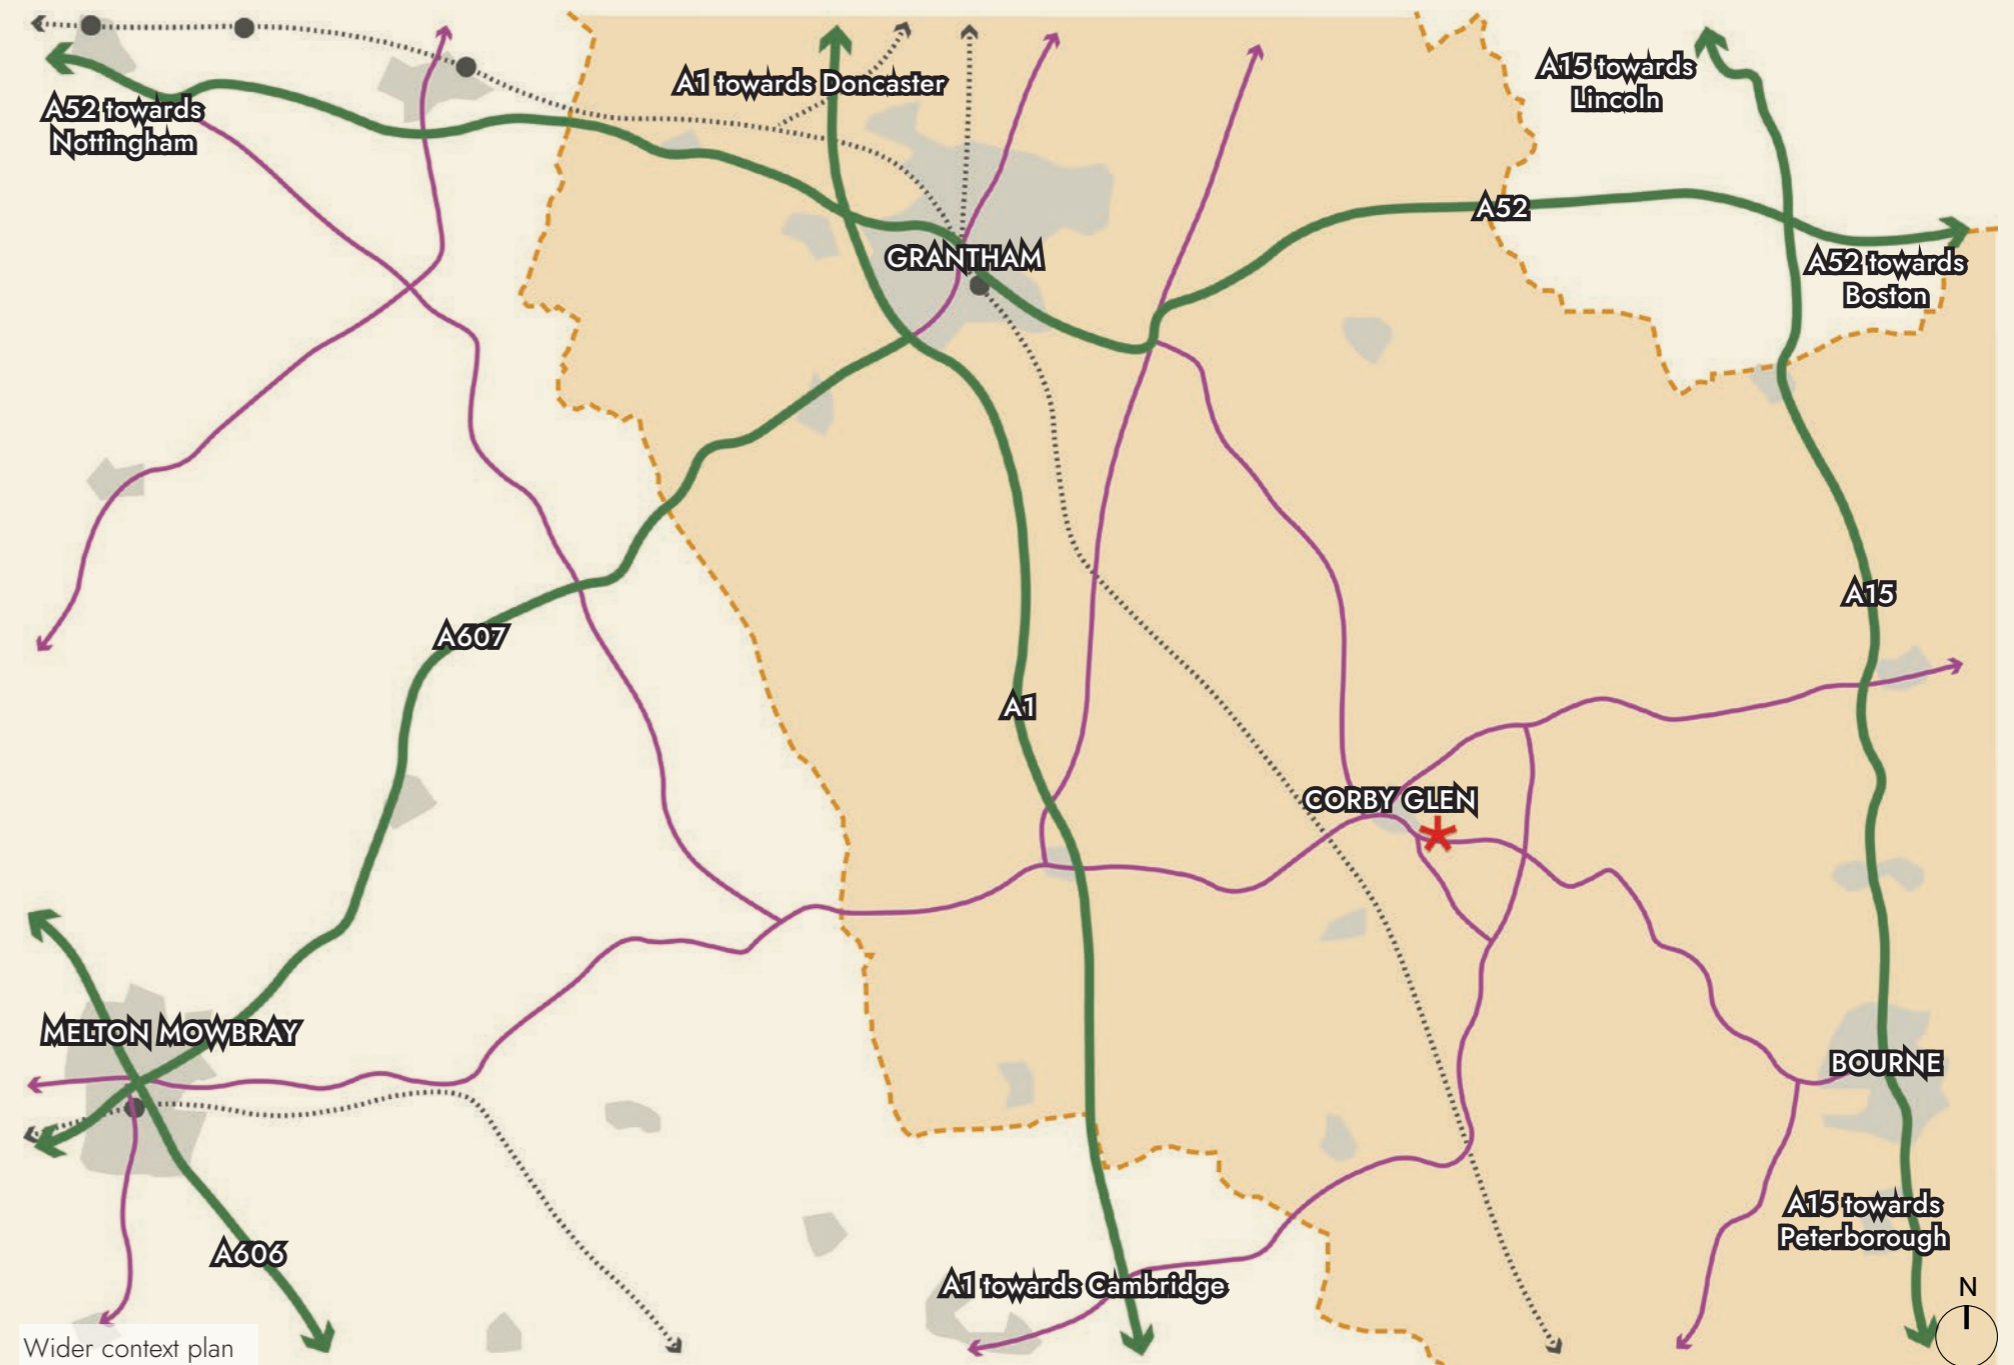 A15 towards
Lincoln
A1 towards Doncaster
A52 towards
Nottingham
A52
GRANTHAM
A52 towards
Boston
A15
A607
A1
CORBY GLEN
MELTON MOWBRAY
BOURNE
A15 towards
Peterborough
A606
A1 towards Cambridge
N
Wider context plan